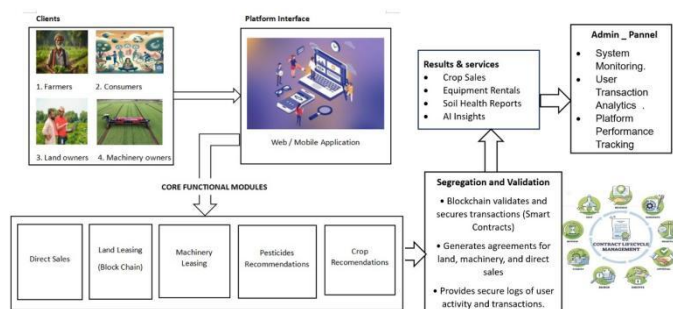 Clients
Platform Interface
1. Farmers
2. Consumers
3. Land owners
4. Machinery owners
Web / Mobile Application
Results & services
• Crop Sales
• Equipment Rentals
• Soil Health Reports
• AI Insights
Admin _ Pannel
• System
Monitoring.
• User
Transaction
Analytics .
• Platform
Performance
Tracking
CORE FUNCTIONAL MODULES
Direct Sales
Land Leasing
(Block Chain)
Machinery
Leasing
Pesticides
Recommendations
Crop
Recomendations
Segregation and Validation
• Blockchain validates and
secures transactions (Smart
Contracts)
• Generates agreements for
land, machinery, and direct
sales
• Provides secure logs of user
activity and transactions.
CONTRACT LIFECYCLE
MANAGEMENT